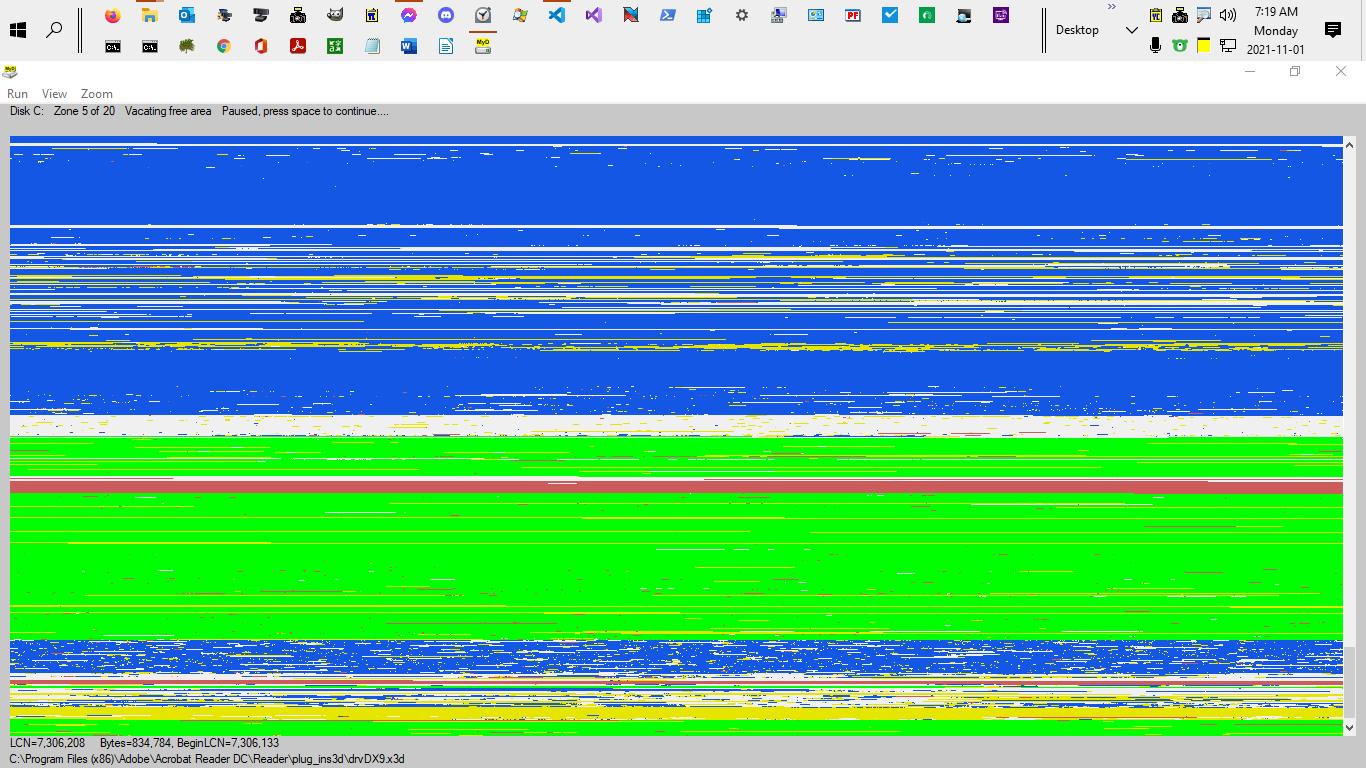 7:19 AM
Desktop
Monday
2021-11-01
C:\_
C:\_
MyD
PF
Run View Zoom
Disk C: Zone 5 of 20 Vacating free area Paused, press space to continue....
LCN=7,306,208 Bytes=834,784, BeginLCN=7,306,133
C:\Program Files (x86)\Adobe\Acrobat Reader DC\Reader\plug_ins3d\drvDX9.x3d